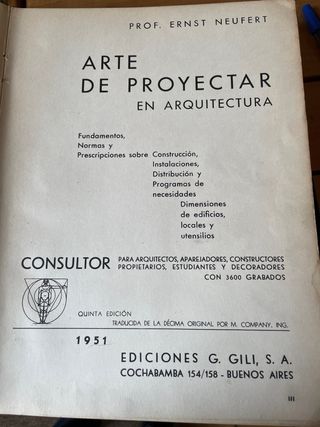 PROF. ERNST NEUFERT
ARTE
DE PROYECTAR
EN ARQUITECTURA
Fundamentos,
Normas y
Prescripciones sobre Construcción,
Instalaciones,
Distribución y
Programas de
necesidades
Dimensiones
de edificios,
locales y
utensilios
CONSULTOR PARA ARQUITECTOS, APAREJADORES, CONSTRUCTORES
PROPIETARIOS, ESTUDIANTES Y DECORADORES
CON 3600 GRABADOS
QUINTA EDICIÓN
TRADUCIDA DE LA DÉCIMA ORIGINAL POR M. COMPANY, ING.
1951
EDICIONES G. GILI, S. A.
COCHABAMBA 154/158 - BUENOS AIRES
III